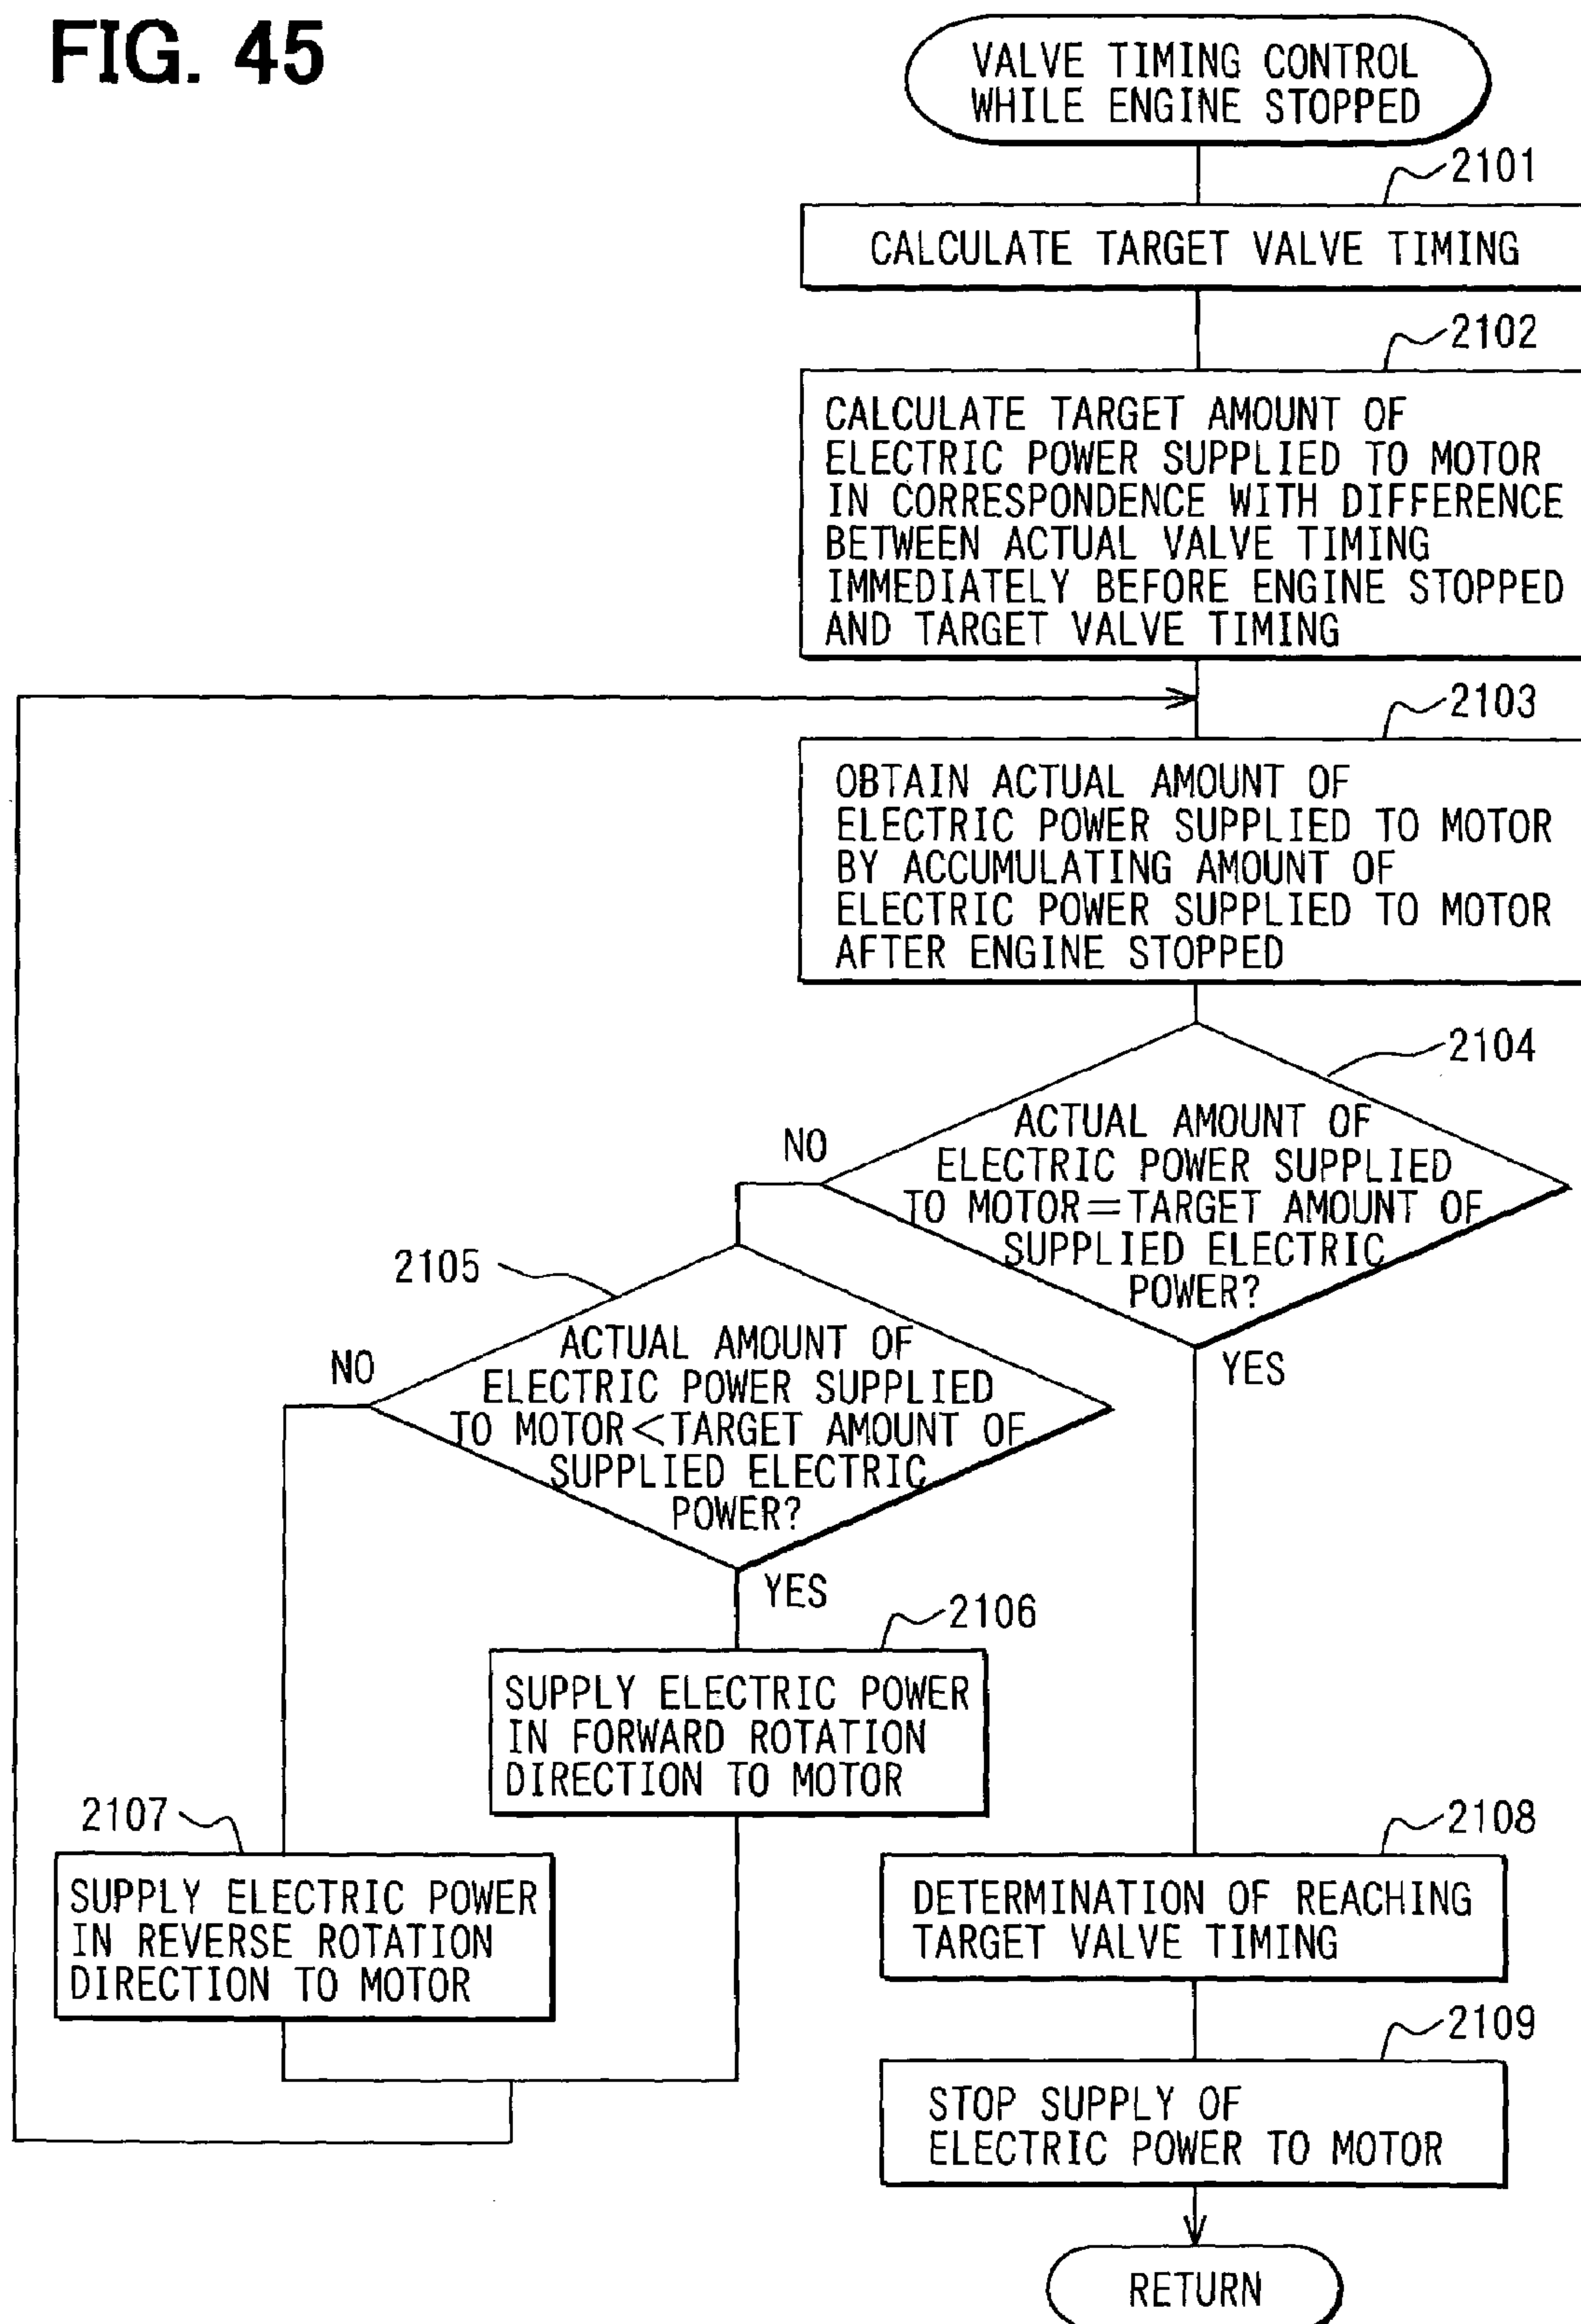 FIG. 45
VALVE TIMING CONTROL
WHILE ENGINE STOPPED
2101
CALCULATE TARGET VALVE TIMING
2102
CALCULATE TARGET AMOUNT OF
ELECTRIC POWER SUPPLIED TO MOTOR
IN CORRESPONDENCE WITH DIFFERENCE
BETWEEN ACTUAL VALVE TIMING
IMMEDIATELY BEFORE ENGINE STOPPED
AND TARGET VALVE TIMING
2103
OBTAIN ACTUAL AMOUNT OF
ELECTRIC POWER SUPPLIED TO MOTOR
BY ACCUMULATING AMOUNT OF
ELECTRIC POWER SUPPLIED TO MOTOR
AFTER ENGINE STOPPED
2104
ACTUAL AMOUNT OF
ELECTRIC POWER SUPPLIED
TO MOTOR=TARGET AMOUNT OF
SUPPLIED ELECTRIC
POWER?
NO
YES
2105
ACTUAL AMOUNT OF
ELECTRIC POWER SUPPLIED
TO MOTOR<TARGET AMOUNT OF
SUPPLIED ELECTRIC
POWER?
NO
YES
2106
SUPPLY ELECTRIC POWER
IN FORWARD ROTATION
DIRECTION TO MOTOR
2107
SUPPLY ELECTRIC POWER
IN REVERSE ROTATION
DIRECTION TO MOTOR
2108
DETERMINATION OF REACHING
TARGET VALVE TIMING
2109
STOP SUPPLY OF
ELECTRIC POWER TO MOTOR
RETURN